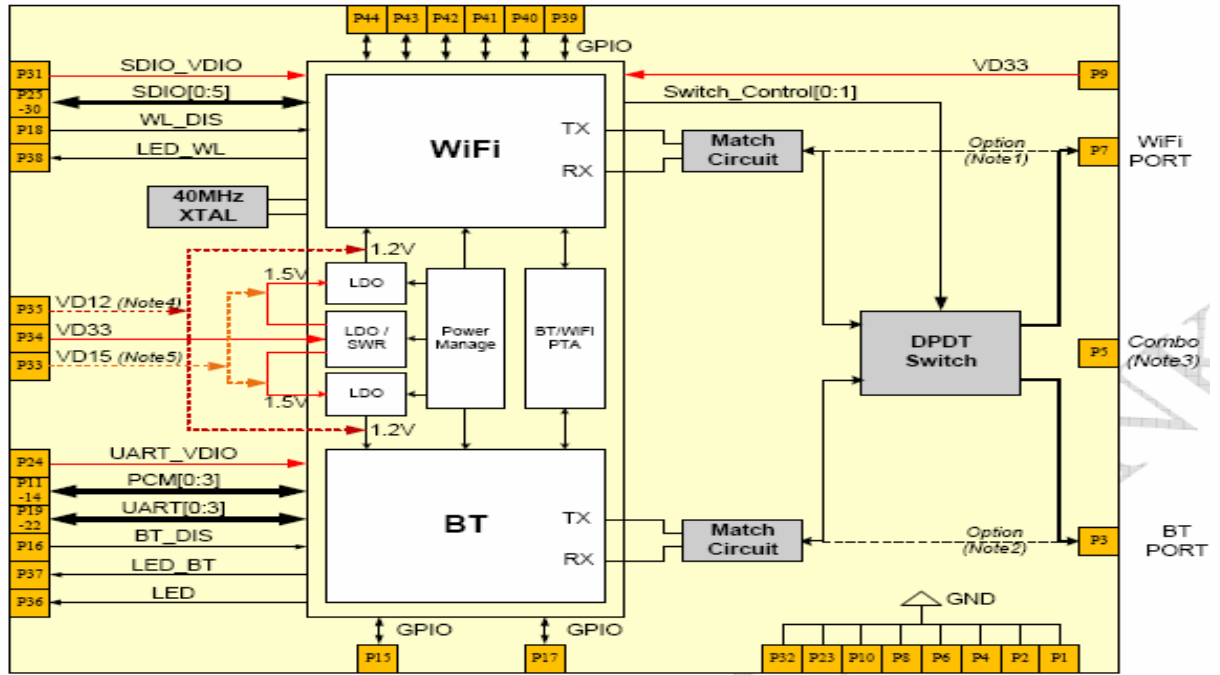 P44 P43 P42 P41 P40 P39
GPIO
P31 SDIO_VDIO
VD33 P9
P25
-30
SDIO[0:5]
Switch_Control[0:1]
P18 WL_DIS
P38 LED_WL
WiFi
TX
RX
Match
Circuit
Option
(Note1)
P7
WiFi
PORT
40MHz
XTAL
1.2V
1.5V
LDO
P35 VD12 (Note4)
P34 VD33
P33 VD15 (Note5)
LDO /
SWR
Power
Manage
BT/WIFI
PTA
DPDT
Switch
P5
Combo
(Note3)
LDO
1.5V
1.2V
P24 UART_VDIO
P11
-14
PCM[0:3]
P19
-22
UART[0:3]
P16 BT_DIS
P37 LED_BT
P36 LED
BT
TX
RX
Match
Circuit
Option
(Note2)
P3
BT
PORT
GND
GPIO
GPIO
P15
P17
P32 P23 P10 P8 P6 P4 P2 P1